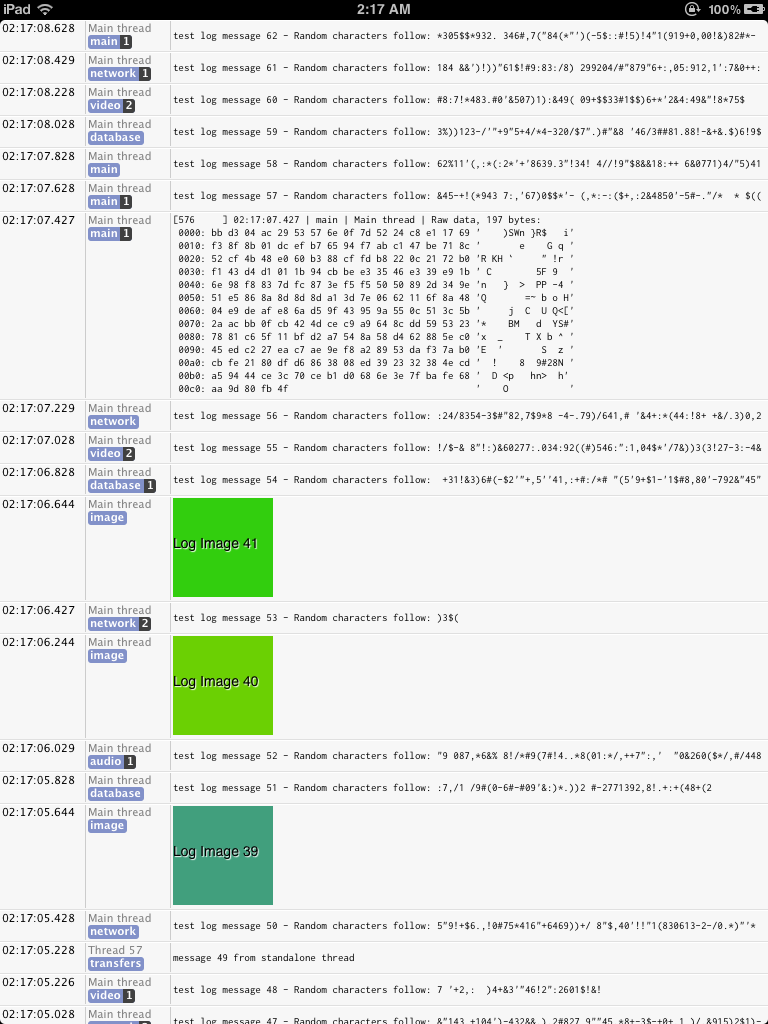 iPad 2:17 AM 100%
02:17:08.628 Main thread
main 1 test log message 62 - Random characters follow: *305$$*932. 346#,7("84(*"')(-5$::#!5)!4"1(919+0,00!&)82#*-
02:17:08.429 Main thread
network 1 test log message 61 - Random characters follow: 184 &&')!))"61$!#9:83:/8) 299204/#"879"6+:,05:912,1':7&0++:
02:17:08.228 Main thread
video 2 test log message 60 - Random characters follow: #8:7!*483.#0'&507)1):&49( 09+$$33#1$$)6+*'2&4:49&"!8*75$
02:17:08.028 Main thread
database test log message 59 - Random characters follow: 3%))123-/'"+9"5+4/*4-320/$7".)#"&8 '46/3##81.88!-&+&.$)6!9$
02:17:07.828 Main thread
main test log message 58 - Random characters follow: 62%11'(,:*(:2*'+'8639.3"!34! 4//!9"$8&&18:++ 6&0771)4/"5)41
02:17:07.628 Main thread
main 1 test log message 57 - Random characters follow: &45-+!(*943 7:,'67)0$$*'- (,*:-:($+,:2&4850'-5#-."/* * $((
02:17:07.427 Main thread
main 1
[576 ] 02:17:07.427 | main | Main thread | Raw data, 197 bytes:
0000: bb d3 04 ac 29 53 57 6e 0f 7d 52 24 c8 e1 17 69 ' )SWn }R$ i'
0010: f3 8f 8b 01 dc ef b7 65 94 f7 ab c1 47 be 71 8c ' e G q '
0020: 52 cf 4b 48 e0 60 b3 88 cf fd b8 22 0c 21 72 b0 'R KH ` " !r '
0030: f1 43 d4 d1 01 1b 94 cb be e3 35 46 e3 39 e9 1b ' C 5F 9 '
0040: 6e 98 f8 83 7d fc 87 3e f5 f5 50 50 89 2d 34 9e 'n } > PP -4 '
0050: 51 e5 86 8a 8d 8d 8d a1 3d 7e 06 62 11 6f 8a 48 'Q =~ b o H'
0060: 04 e9 de af e8 6a d5 9f 43 95 9a 55 0c 51 3c 5b ' j C U Q<['
0070: 2a ac bb 0f cb 42 4d ce c9 a9 64 8c dd 59 53 23 '* BM d YS#'
0080: 78 81 c6 5f 11 bf d2 a7 54 8a 58 d4 62 88 5e c0 'x _ T X b ^ '
0090: 45 ed c2 27 ea c7 ae 9e f8 a2 89 53 da f3 7a b0 'E ' S z '
00a0: cb fe 21 80 df d6 86 38 08 ed 39 23 32 38 4e cd ' ! 8 9#28N '
00b0: a5 94 44 ce 3c 70 ce b1 d0 68 6e 3e 7f ba fe 68 ' D <p hn> h'
00c0: aa 9d 80 fb 4f ' O '
02:17:07.229 Main thread
network test log message 56 - Random characters follow: :24/8354-3$#"82,7$9*8 -4-.79)/641,# '&4+:*(44:!8+ +&/.3)0,2
02:17:07.028 Main thread
video 2 test log message 55 - Random characters follow: !/$-& 8"!:)&60277:.034:92((#)546:":1,04$*'/7&))3(3!27-3:-4&
02:17:06.828 Main thread
database 1 test log message 54 - Random characters follow: +31!&3)6#(-$2'"+,5''41,:+#:/*# "(5'9+$1-'1$#8,80'-792&"45"
02:17:06.644 Main thread
image
Log Image 41
02:17:06.427 Main thread
network 2 test log message 53 - Random characters follow: )3$(
02:17:06.244 Main thread
image
Log Image 40
02:17:06.029 Main thread
audio 1 test log message 52 - Random characters follow: "9 087,*6&% 8!/*#9(7#!4..*8(01:*/,++7":,' "0&260($*/,#/448
02:17:05.828 Main thread
database test log message 51 - Random characters follow: :7,/1 /9#(0-6#-#09'&:)*.))2 #-2771392,8!.+:+(48+(2
02:17:05.644 Main thread
image
Log Image 39
02:17:05.428 Main thread
network test log message 50 - Random characters follow: 5"9!+$6.,!0#75*416"+6469))+/ 8"$,40'!!"1(830613-2-/0.*)"'*
02:17:05.228 Thread 57
transfers message 49 from standalone thread
02:17:05.226 Main thread
video 1 test log message 48 - Random characters follow: 7 '+2,: )4+&3'"46!2":2601$!&!
02:17:05.028 Main thread
test log message 47 - Random characters follow: